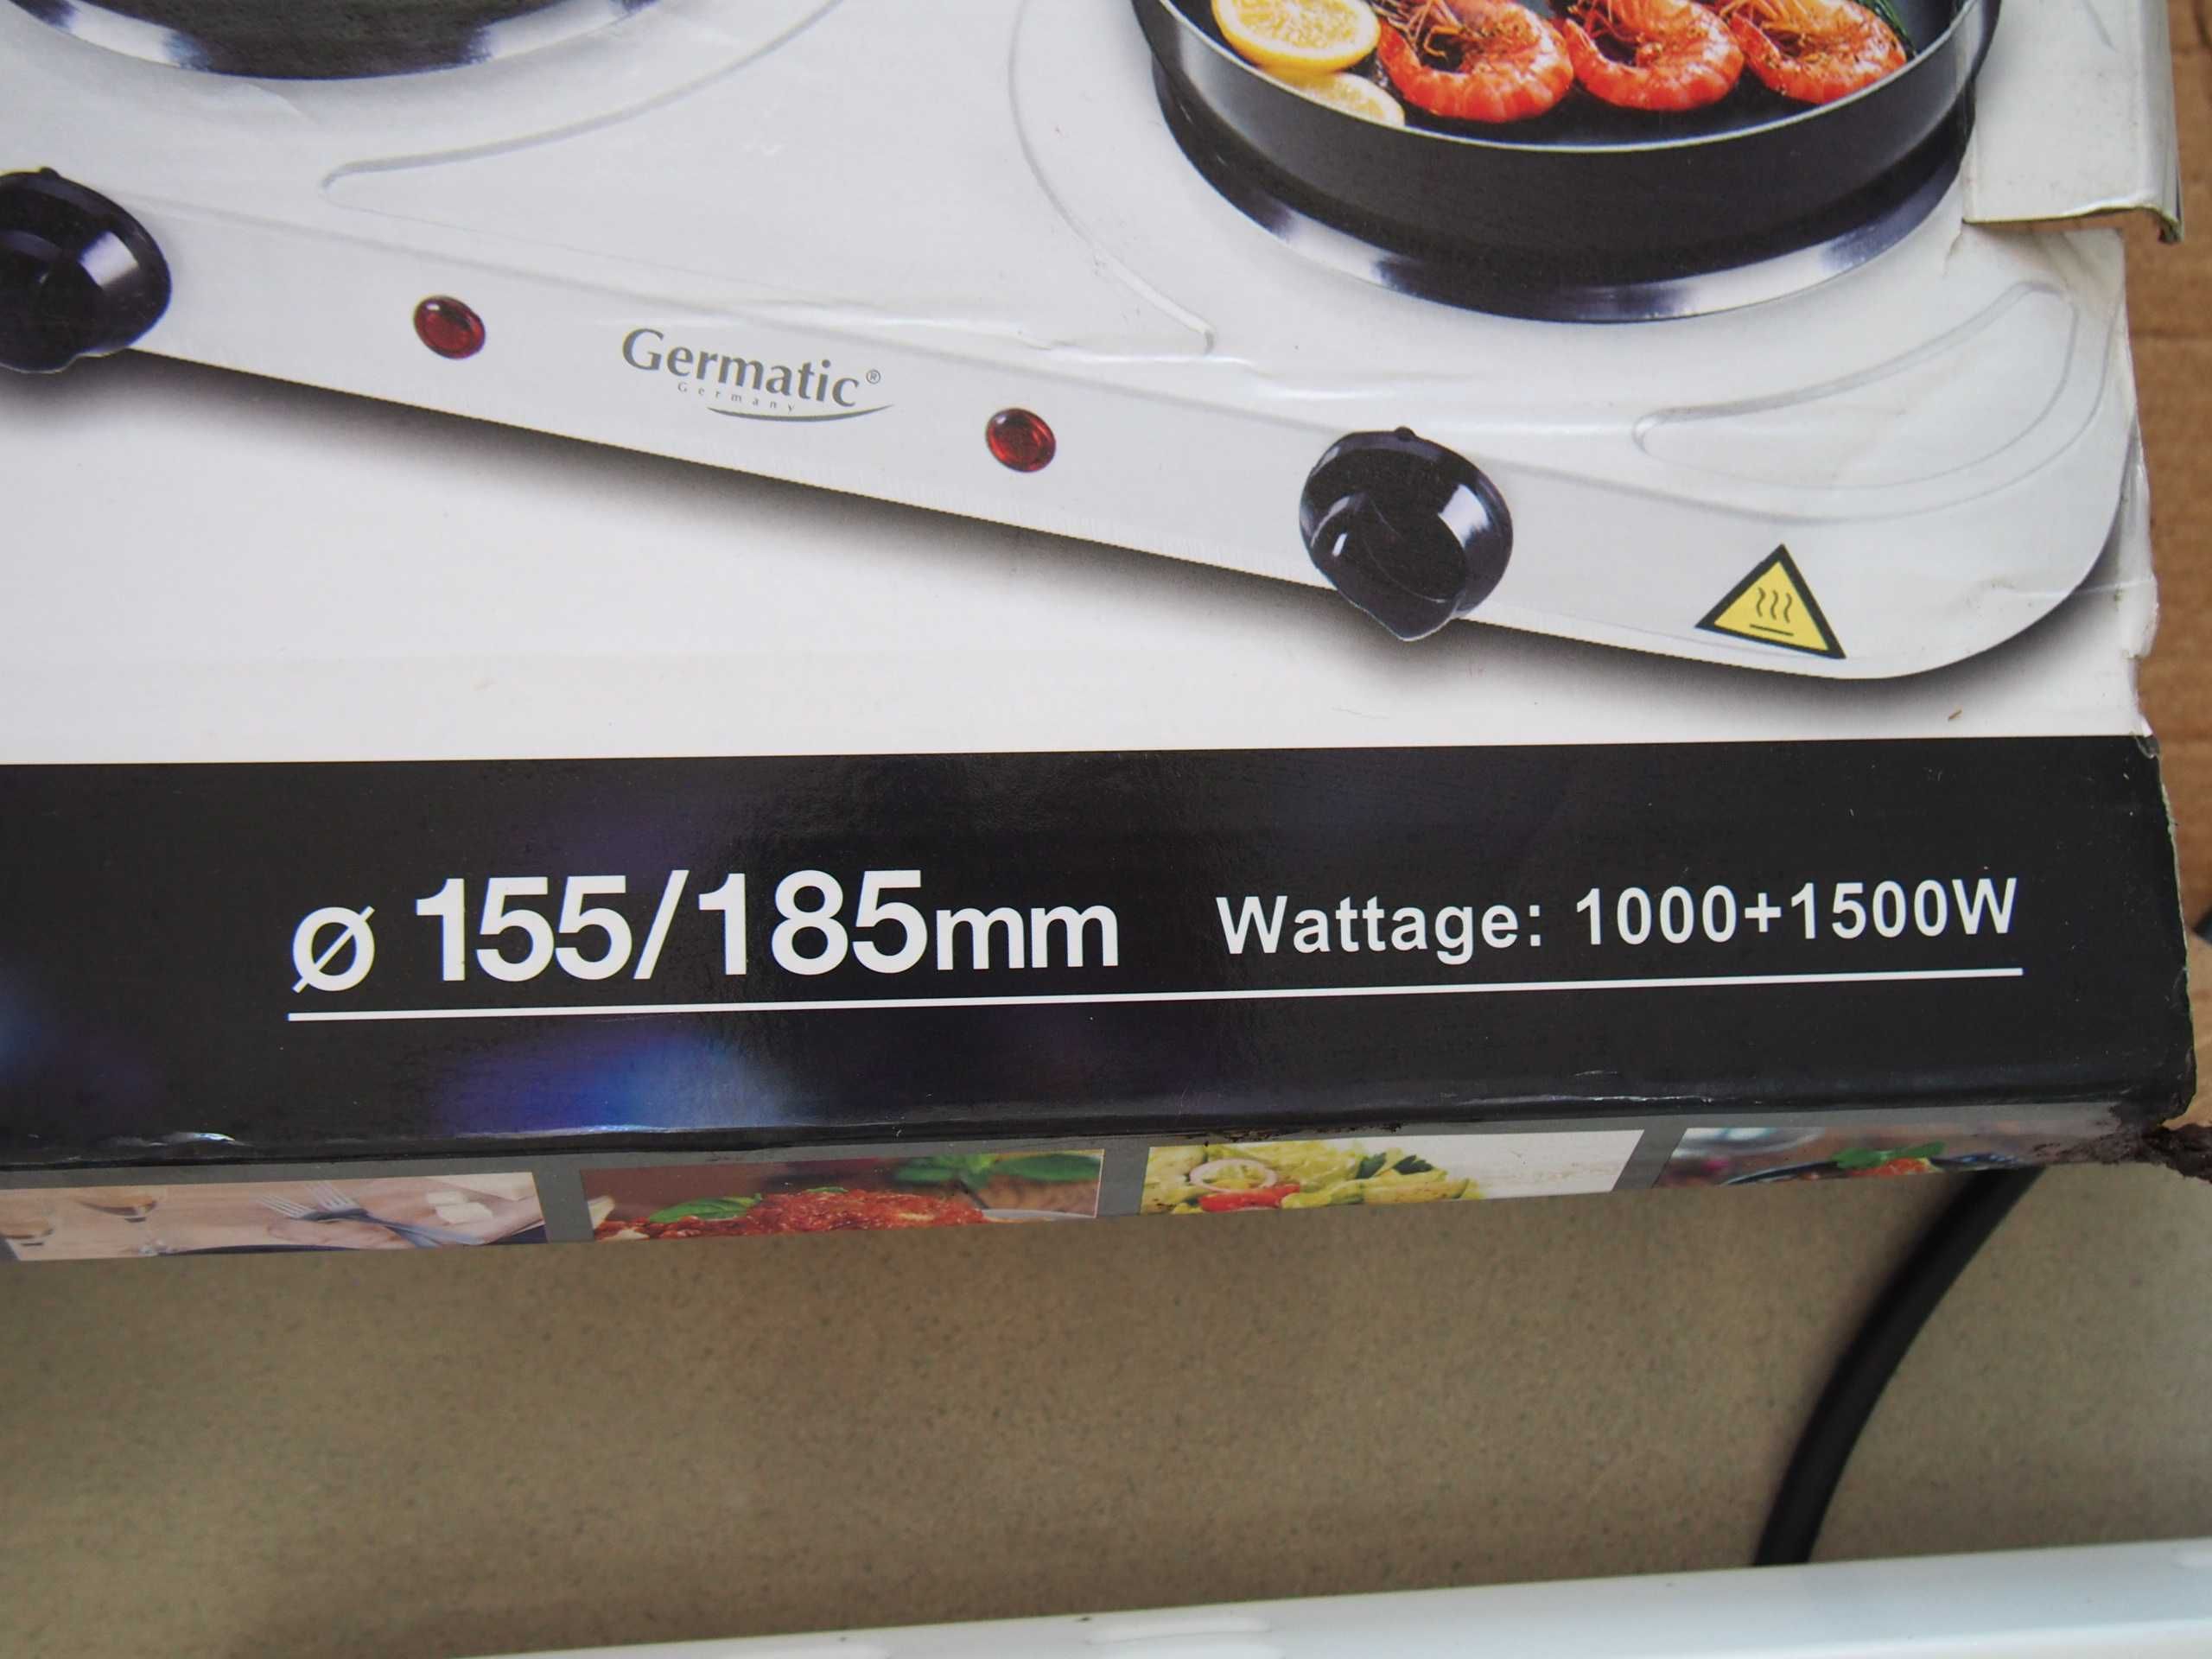 Germatic®
Germany
ø 155/185mm Wattage: 1000+1500W